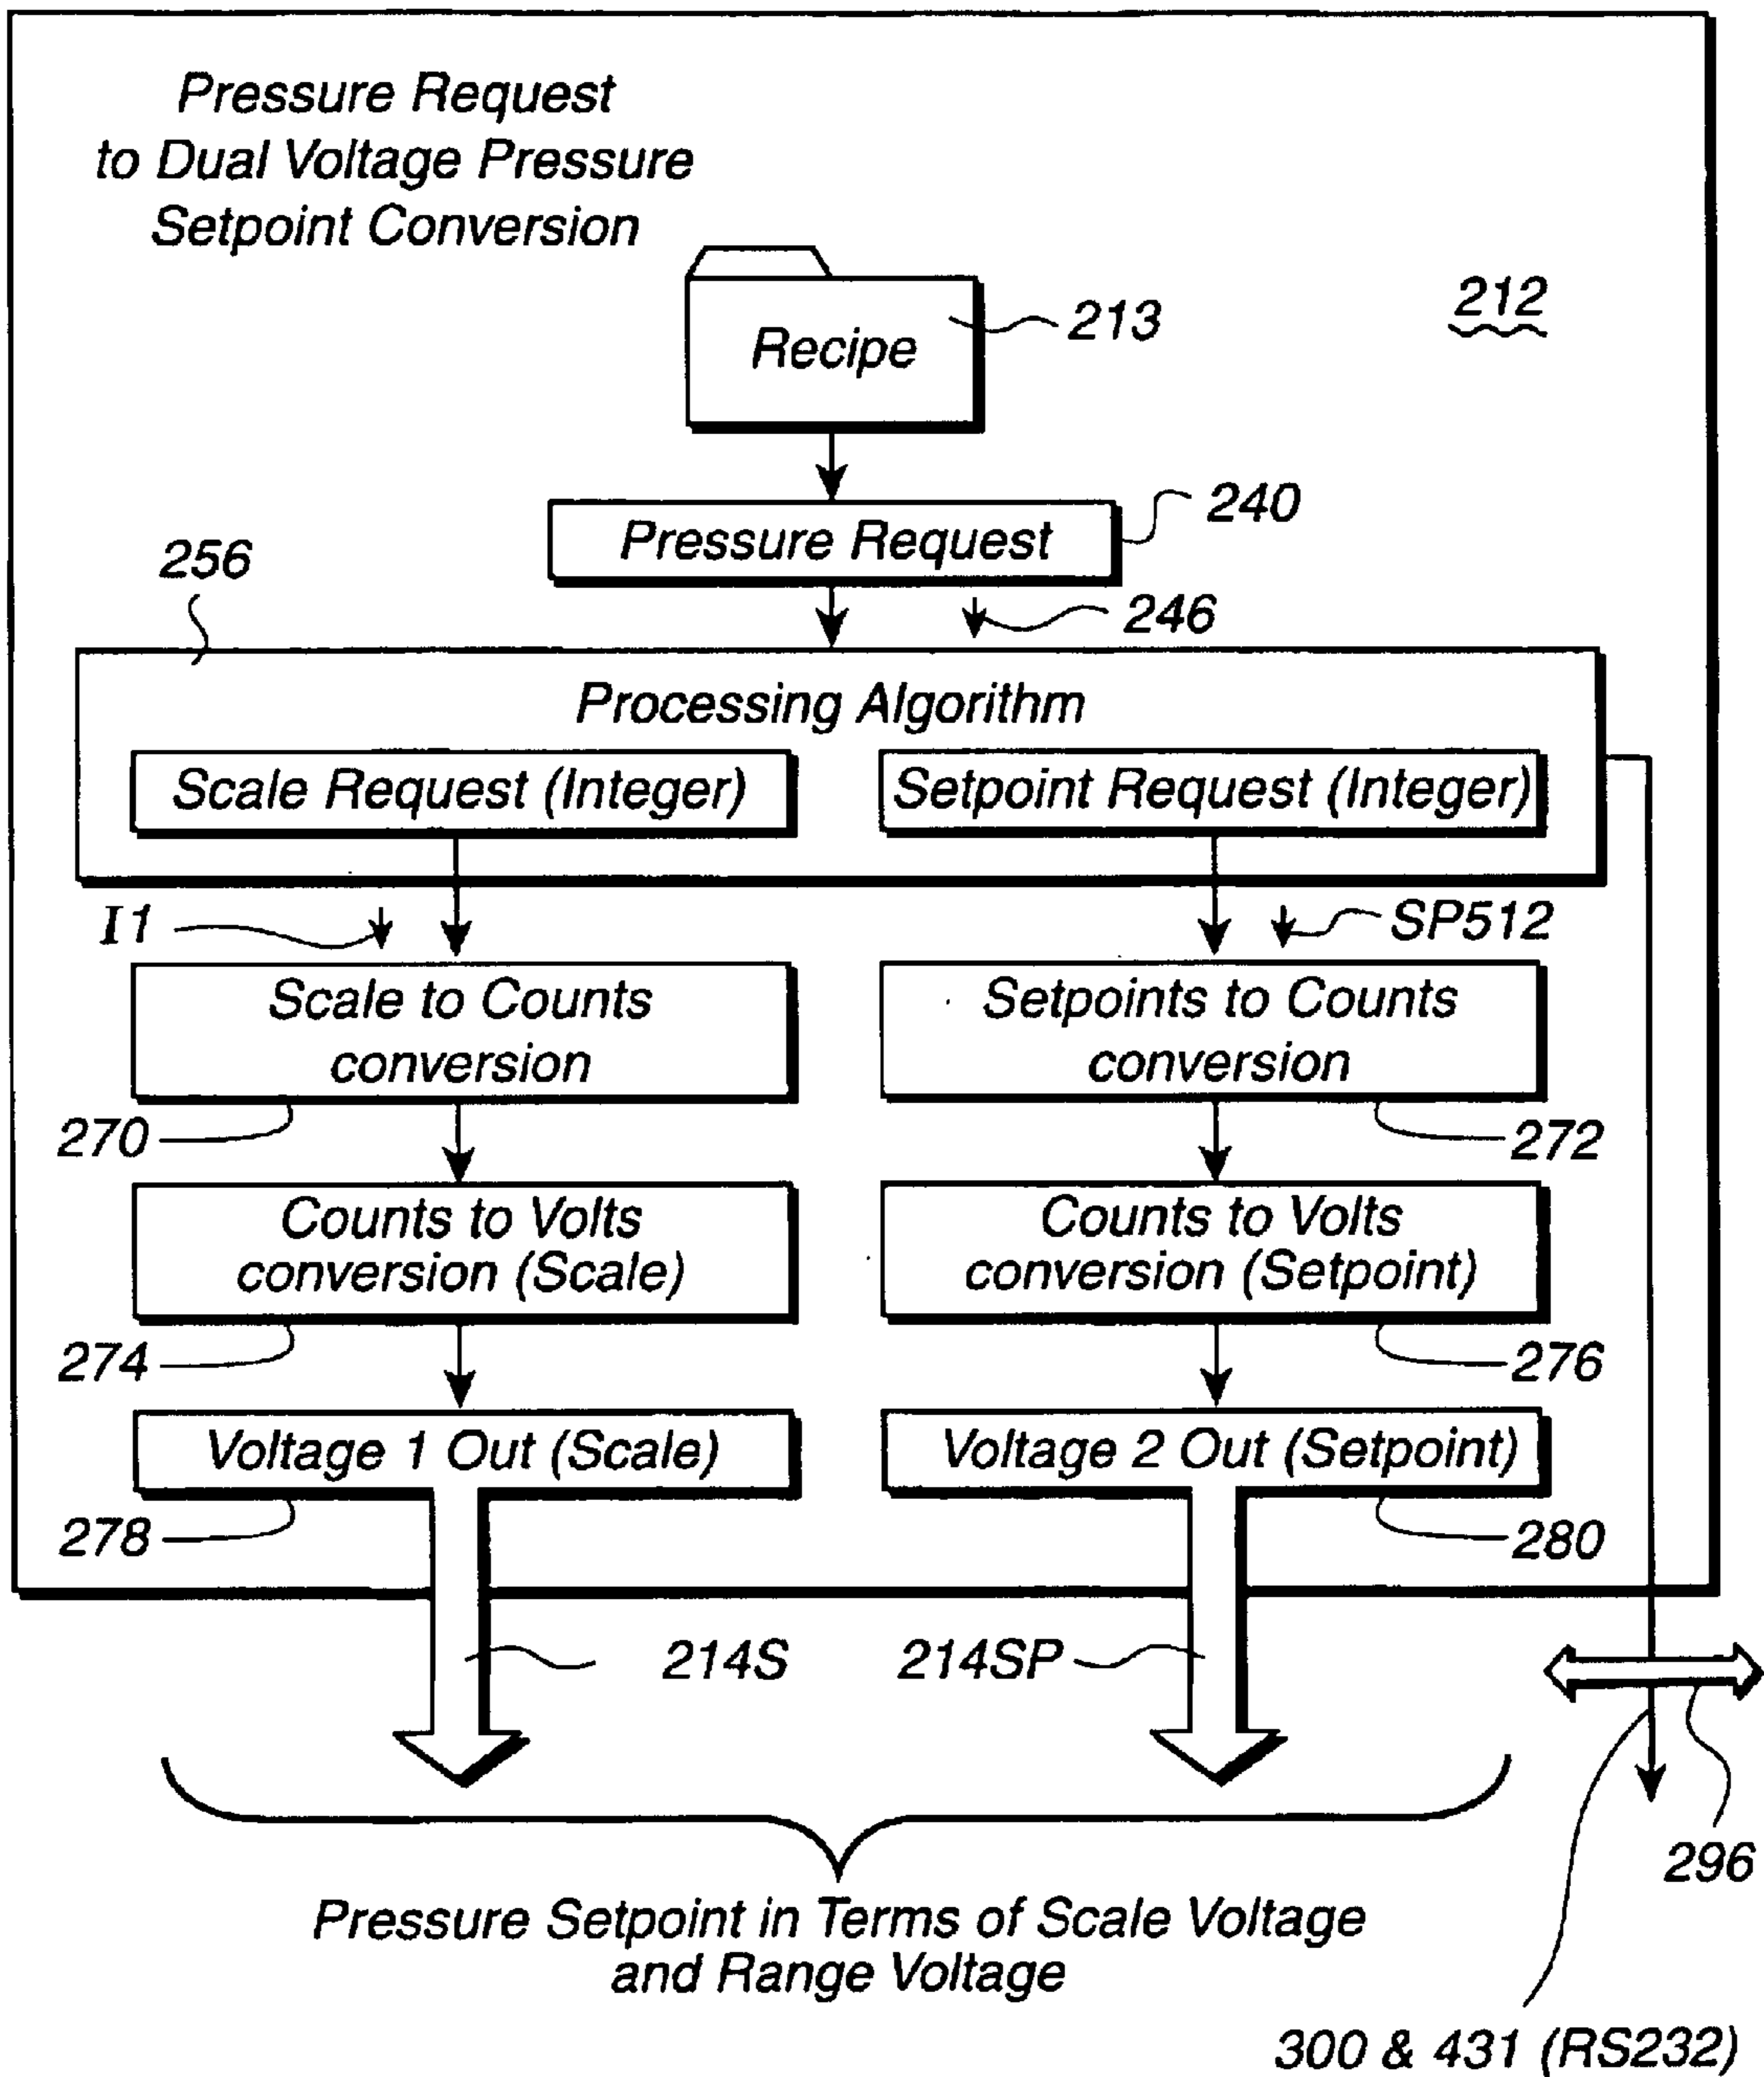 Pressure Request
to Dual Voltage Pressure
Setpoint Conversion
212
Recipe
213
Pressure Request
240
256
246
Processing Algorithm
Scale Request (Integer)
Setpoint Request (Integer)
I1
SP512
Scale to Counts
conversion
Setpoints to Counts
conversion
270
272
Counts to Volts
conversion (Scale)
Counts to Volts
conversion (Setpoint)
274
276
Voltage 1 Out (Scale)
Voltage 2 Out (Setpoint)
278
280
214S
214SP
296
Pressure Setpoint in Terms of Scale Voltage
and Range Voltage
300 & 431 (RS232)